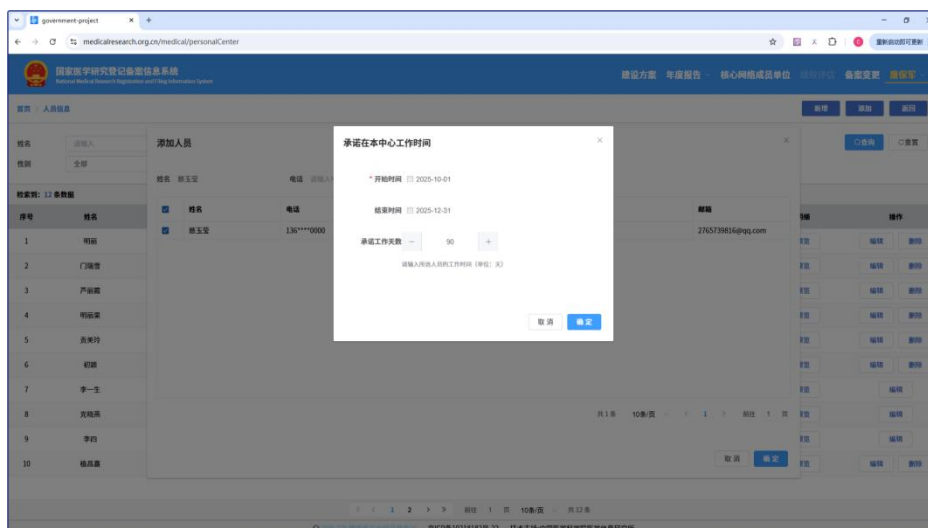 government-project
medicalresearch.org.cn/medical/personalCenter
重新启动即可更新
国家医学研究登记备案信息系统
National Medical Research Registration and Filing Information System
建设方案 年度报告 核心网络成员单位 备案变更
首页 人员信息
新增 添加 返回
姓名 请输入
性别 全部
查询 重置
检索到: 12 条数据
序号 姓名 操作
1 明丽 编辑 删除
2 门瑞雪 编辑 删除
3 芦丽霞 编辑 删除
4 明丽菜 编辑 删除
5 贡美玲 编辑 删除
6 初颖 编辑 删除
7 李一生 编辑
8 克晓燕 编辑
9 李四 编辑
10 植昌嘉 编辑 删除
添加人员
姓名 电话 请输入
姓名 电话 邮箱
136****0000 2765739816@qq.com
共 1 条 10条/页 1 前往 1 页
取 消 确 定
承诺在本中心工作时间
* 开始时间 2025-10-01
结束时间 2025-12-31
承诺工作天数 － 90 ＋
请输入所选人员的工作时间（单位：天）
取 消 确 定
1 2 前往 1 页 10条/页 共 12 条